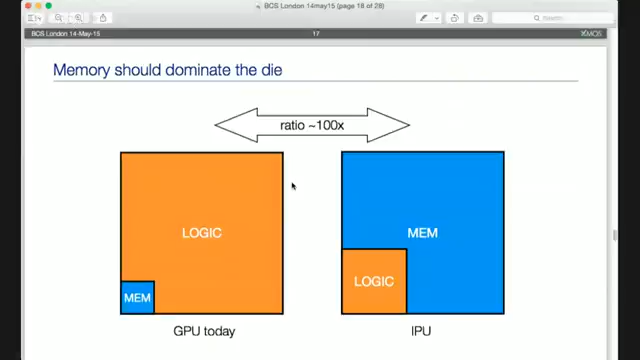 BCS London 14may15 (page 18 of 28)
BCS London 14-May-15
17
XMOS
Memory should dominate the die
ratio ~100x
LOGIC
MEM
MEM
LOGIC
GPU today
IPU